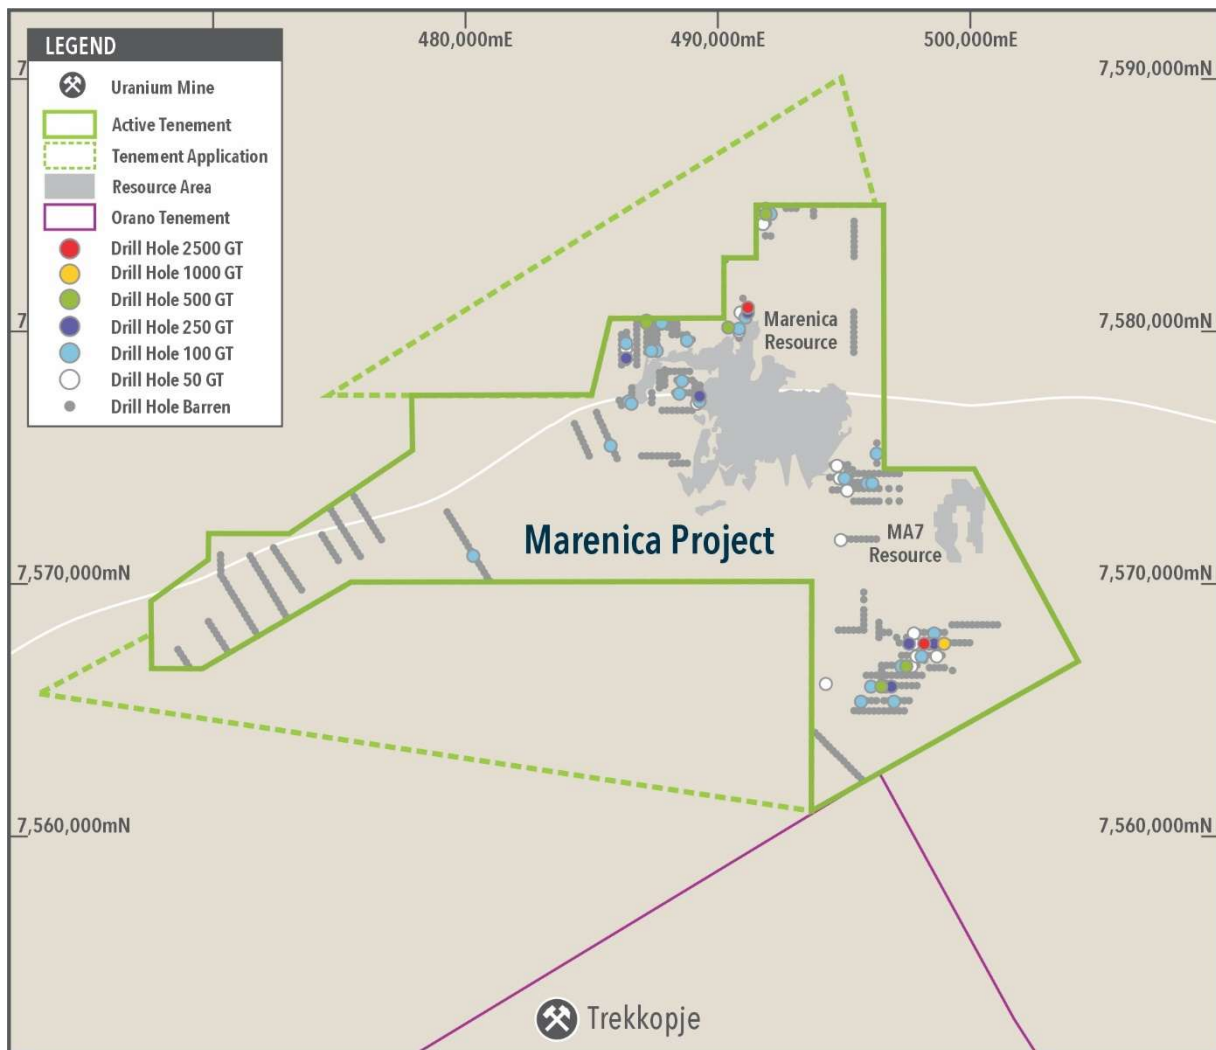 480,000mE
490,000mE
500,000mE
LEGEND
Uranium Mine
Active Tenement
Tenement Application
Resource Area
Orano Tenement
Drill Hole 2500 GT
Drill Hole 1000 GT
Drill Hole 500 GT
Drill Hole 250 GT
Drill Hole 100 GT
Drill Hole 50 GT
Drill Hole Barren
7
7,590,000mN
7
7,580,000mN
Marenica
Resource
Marenica Project
MA7
Resource
7,570,000mN
7,570,000mN
7,560,000mN
7,560,000mN
Trekkopje